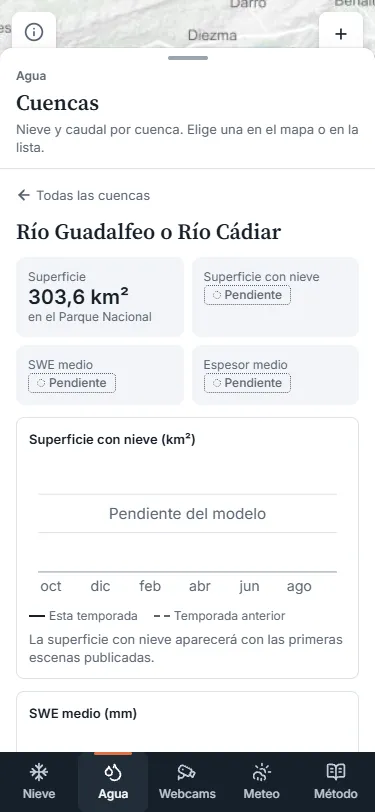 Darro
Diezma
Agua
Cuencas
Nieve y caudal por cuenca. Elige una en el mapa o en la
lista.
Todas las cuencas
Río Guadalfeo o Río Cádiar
Superficie
303,6 km²
en el Parque Nacional
Superficie con nieve
Pendiente
SWE medio
Pendiente
Espesor medio
Pendiente
Superficie con nieve (km²)
Pendiente del modelo
oct dic feb abr jun ago
Esta temporada Temporada anterior
La superficie con nieve aparecerá con las primeras
escenas publicadas.
SWE medio (mm)
Nieve Agua Webcams Meteo Método